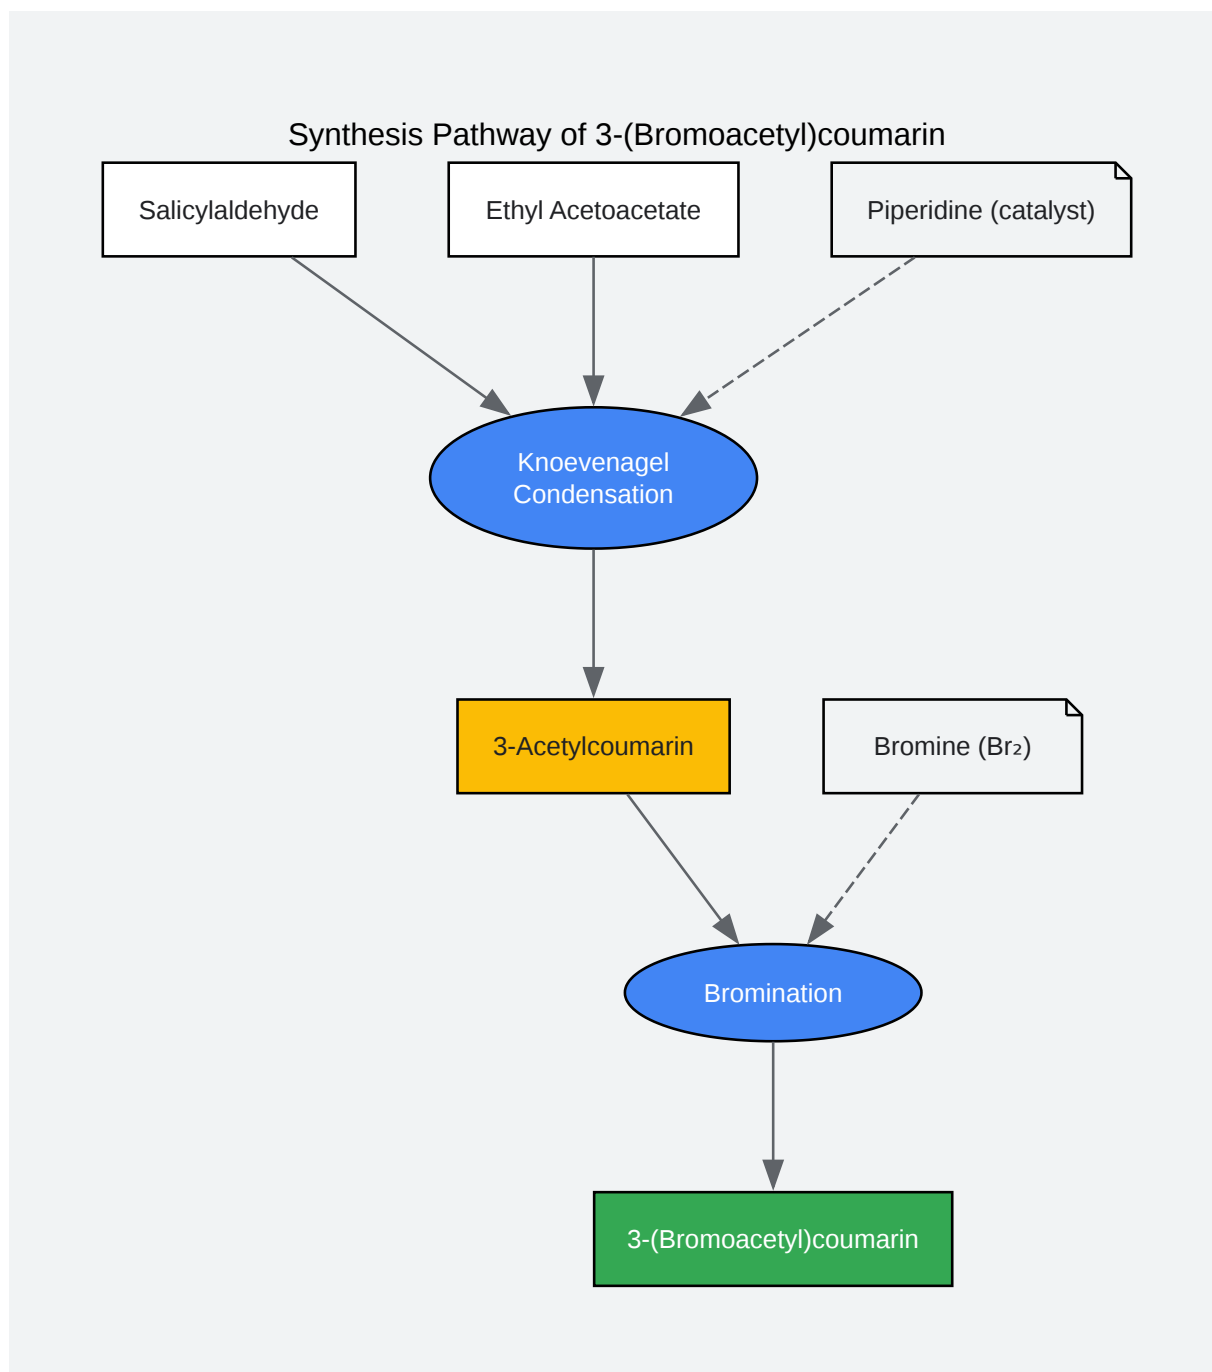 Synthesis Pathway of 3-(Bromoacetyl)coumarin
Salicylaldehyde
Ethyl Acetoacetate
Piperidine (catalyst)
Knoevenagel
Condensation
3-Acetylcoumarin
Bromine (Br₂)
Bromination
3-(Bromoacetyl)coumarin